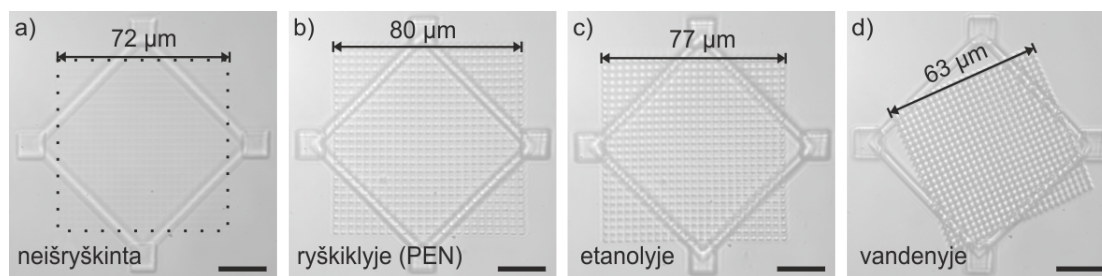 a)
72 µm
neišryškinta
b)
80 µm
ryškiklyje (PEN)
c)
77 µm
etanolyje
d)
63 µm
vandenyje